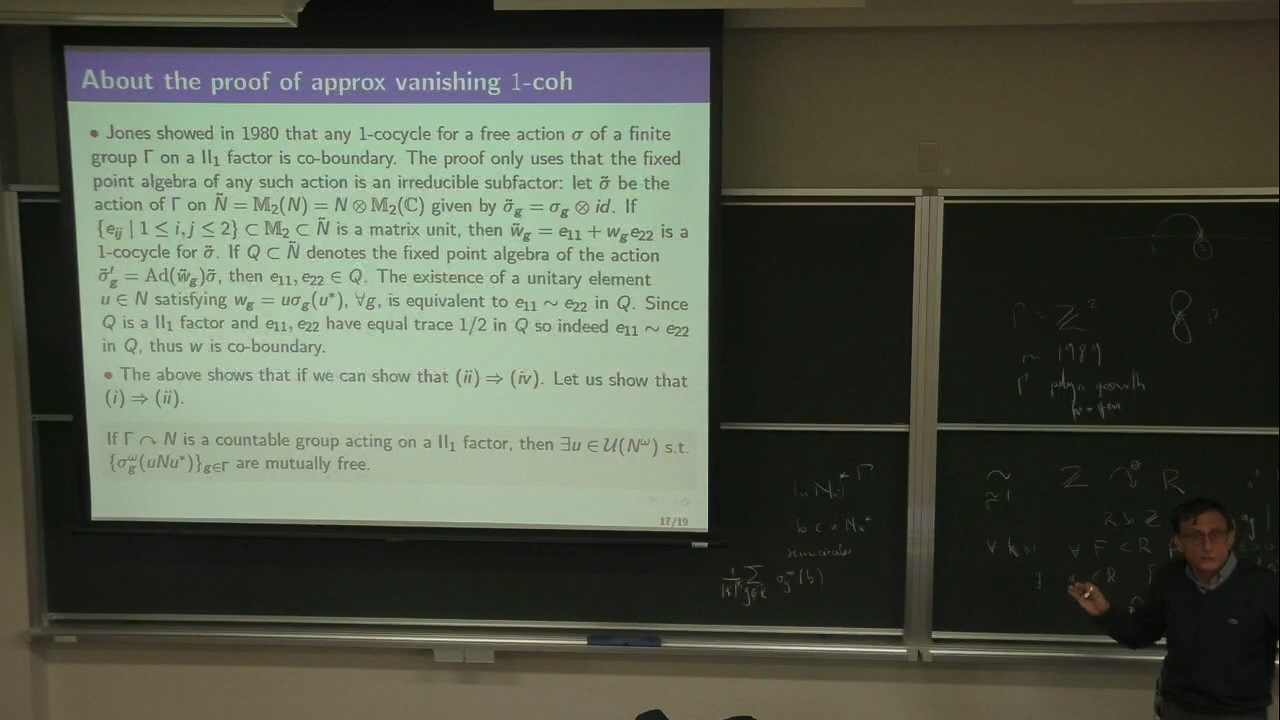 About the proof of approx vanishing 1-coh
• Jones showed in 1980 that any 1-cocycle for a free action σ of a finite
group Γ on a II₁ factor is co-boundary. The proof only uses that the fixed
point algebra of any such action is an irreducible subfactor: let σ̃ be the
action of Γ on Ñ = 𝕄₂(N) = N ⊗ 𝕄₂(ℂ) given by σ̃_g = σ_g ⊗ id. If
{e_ij | 1 ≤ i, j ≤ 2} ⊂ 𝕄₂ ⊂ Ñ is a matrix unit, then w̃_g = e₁₁ + w_g e₂₂ is a
1-cocycle for σ̃. If Q ⊂ Ñ denotes the fixed point algebra of the action
σ̃′_g = Ad(w̃_g)σ̃, then e₁₁, e₂₂ ∈ Q. The existence of a unitary element
u ∈ N satisfying w_g = uσ_g(u*), ∀g, is equivalent to e₁₁ ∼ e₂₂ in Q. Since
Q is a II₁ factor and e₁₁, e₂₂ have equal trace 1/2 in Q so indeed e₁₁ ∼ e₂₂
in Q, thus w is co-boundary.
• The above shows that if we can show that (ii) ⇒ (iv). Let us show that
(i) ⇒ (ii).
If Γ ↷ N is a countable group acting on a II₁ factor, then ∃u ∈ 𝒰(N^ω) s.t.
{σ_g^ω(uNu*)}_{g∈Γ} are mutually free.
17/19
Γ = ℤ²
1989
Γ polyn growth
ℤ ↷ R
R ⋊ ℤ
∀ F ⊂ R